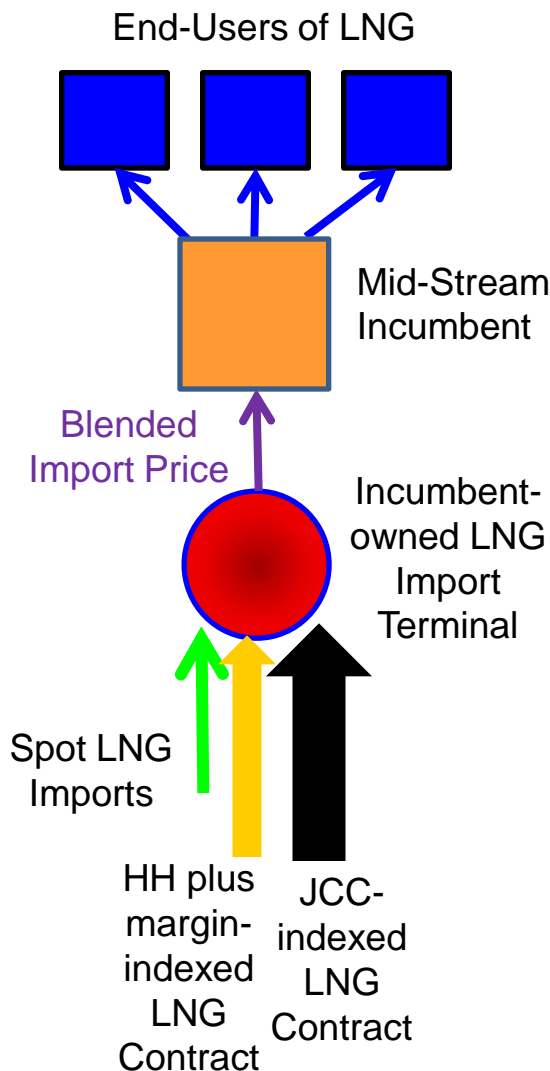 End-Users of LNG
Mid-Stream
Incumbent
Blended
Import Price
Incumbent-
owned LNG
Import
Terminal
Spot LNG
Imports
HH plus
margin-
indexed
LNG
Contract
JCC-
indexed
LNG
Contract